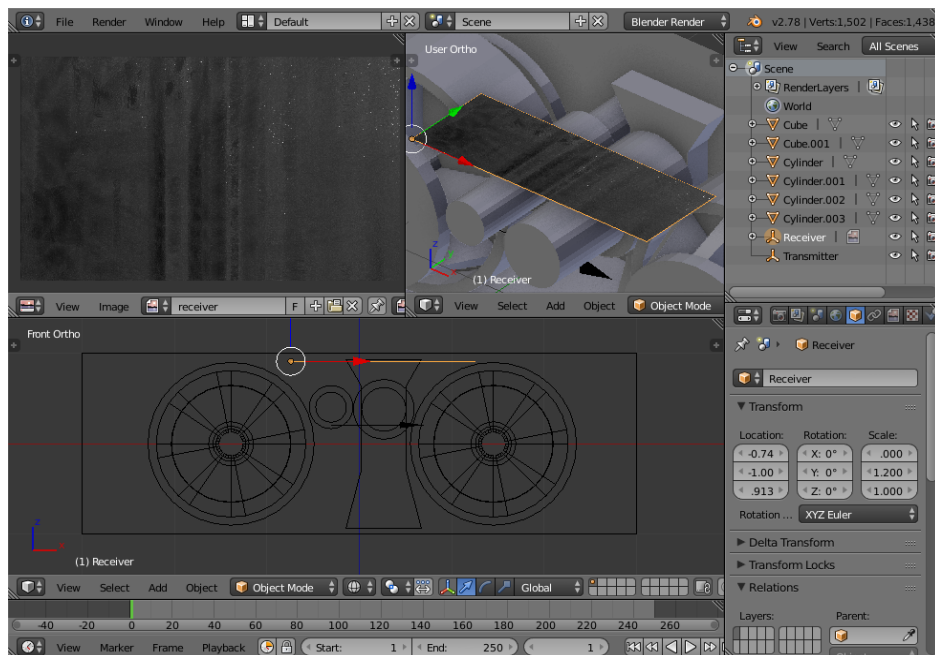 File Render Window Help Default Scene Blender Render v2.78 | Verts:1,502 | Faces:1,438
User Ortho
(1) Receiver
View Image receiver F
View Select Add Object Object Mode
View Search All Scenes
Scene
RenderLayers |
World
Cube |
Cube.001 |
Cylinder |
Cylinder.001 |
Cylinder.002 |
Cylinder.003 |
Receiver |
Transmitter
Front Ortho
z
x
(1) Receiver
View Select Add Object Object Mode Global
-40 -20 0 20 40 60 80 100 120 140 160 180 200 220 240 260
View Marker Frame Playback Start: 1 End: 250 1
Receiver
Receiver
Transform
Location: Rotation: Scale:
-0.74 X: 0° .000
-1.00 Y: 0° 1.200
.913 Z: 0° 1.000
Rotation ... XYZ Euler
Delta Transform
Transform Locks
Relations
Layers: Parent: